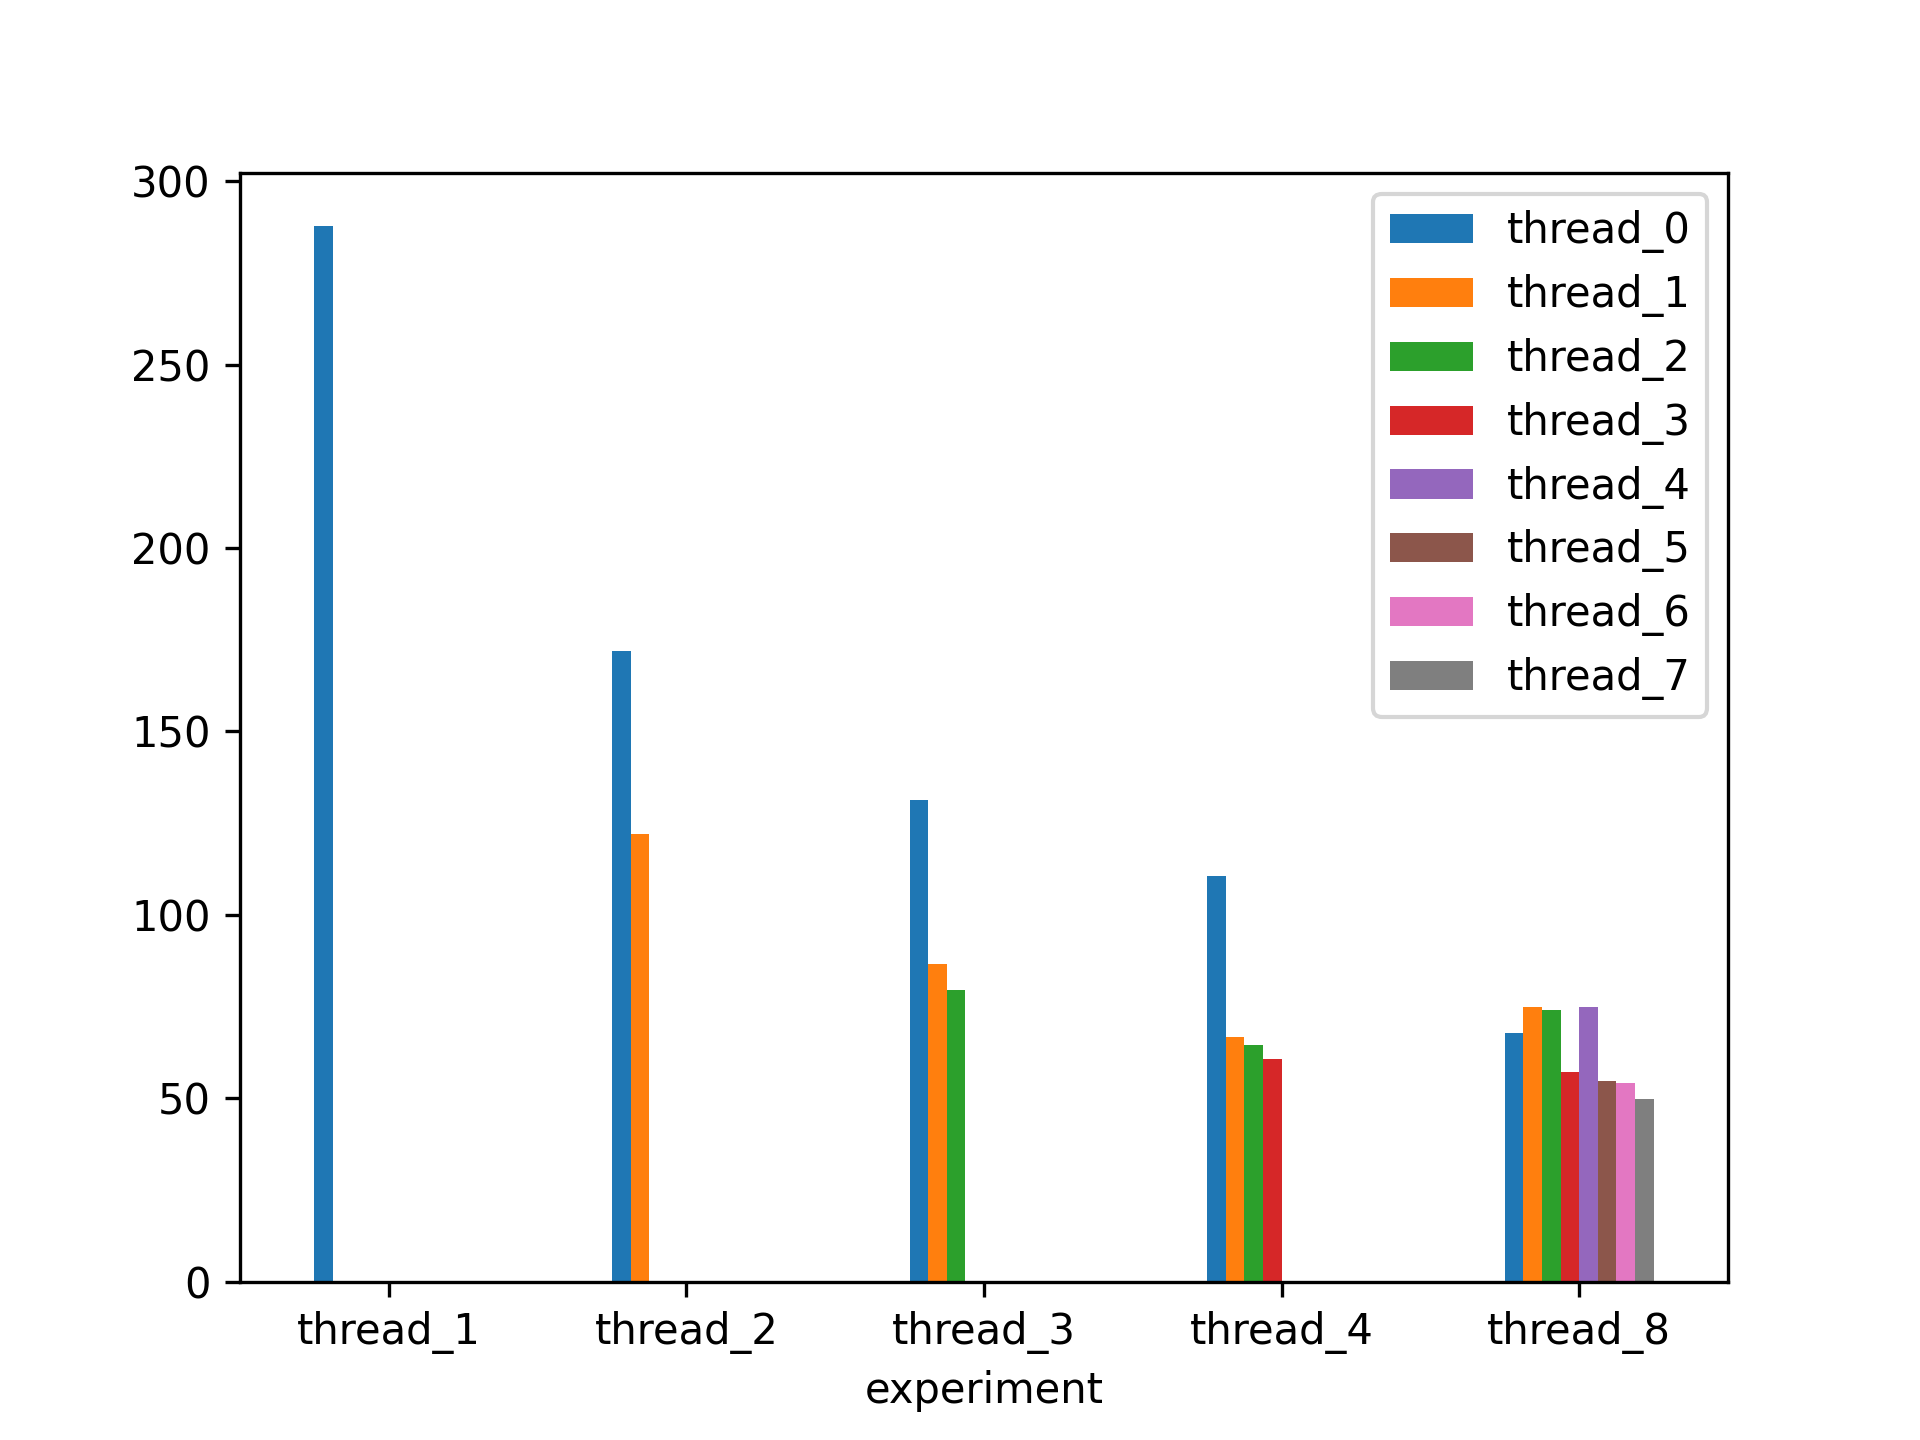 300
250
200
150
100
50
0
thread_0
thread_1
thread_2
thread_3
thread_4
thread_5
thread_6
thread_7
thread_1 thread_2 thread_3 thread_4 thread_8
experiment